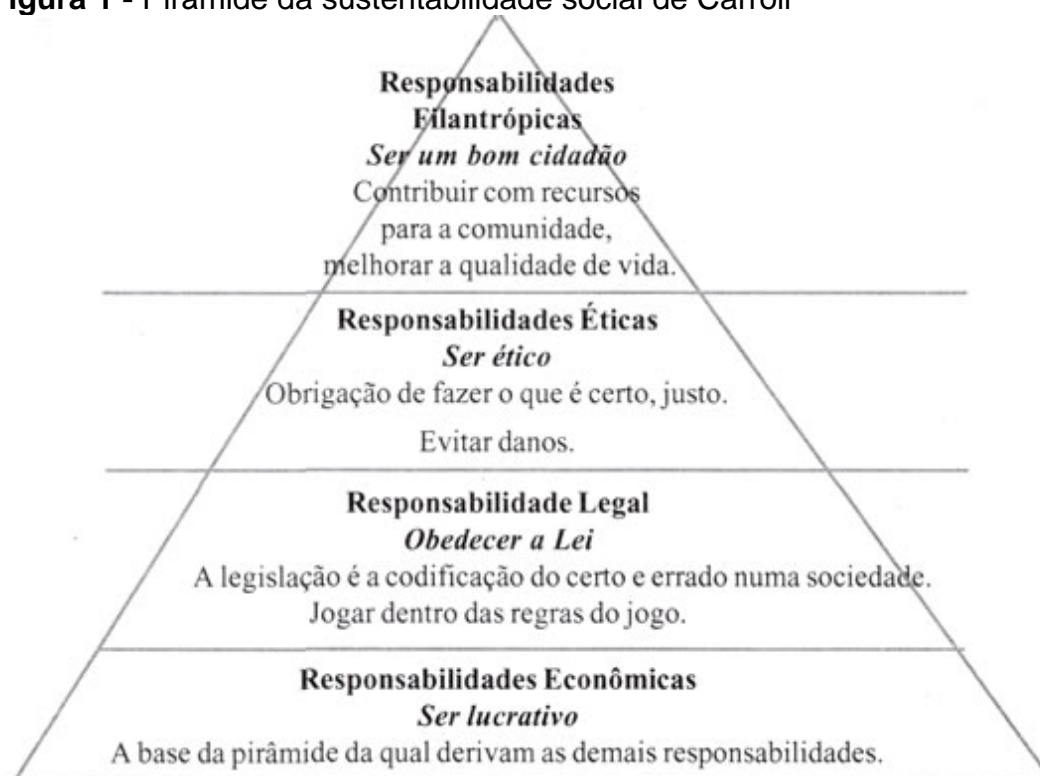 igura 1 - Pirâmide da sustentabilidade social de Carroll
Responsabilidades
Filantrópicas
Ser um bom cidadão
Contribuir com recursos
para a comunidade,
melhorar a qualidade de vida.
Responsabilidades Éticas
Ser ético
Obrigação de fazer o que é certo, justo.
Evitar danos.
Responsabilidade Legal
Obedecer a Lei
A legislação é a codificação do certo e errado numa sociedade.
Jogar dentro das regras do jogo.
Responsabilidades Econômicas
Ser lucrativo
A base da pirâmide da qual derivam as demais responsabilidades.